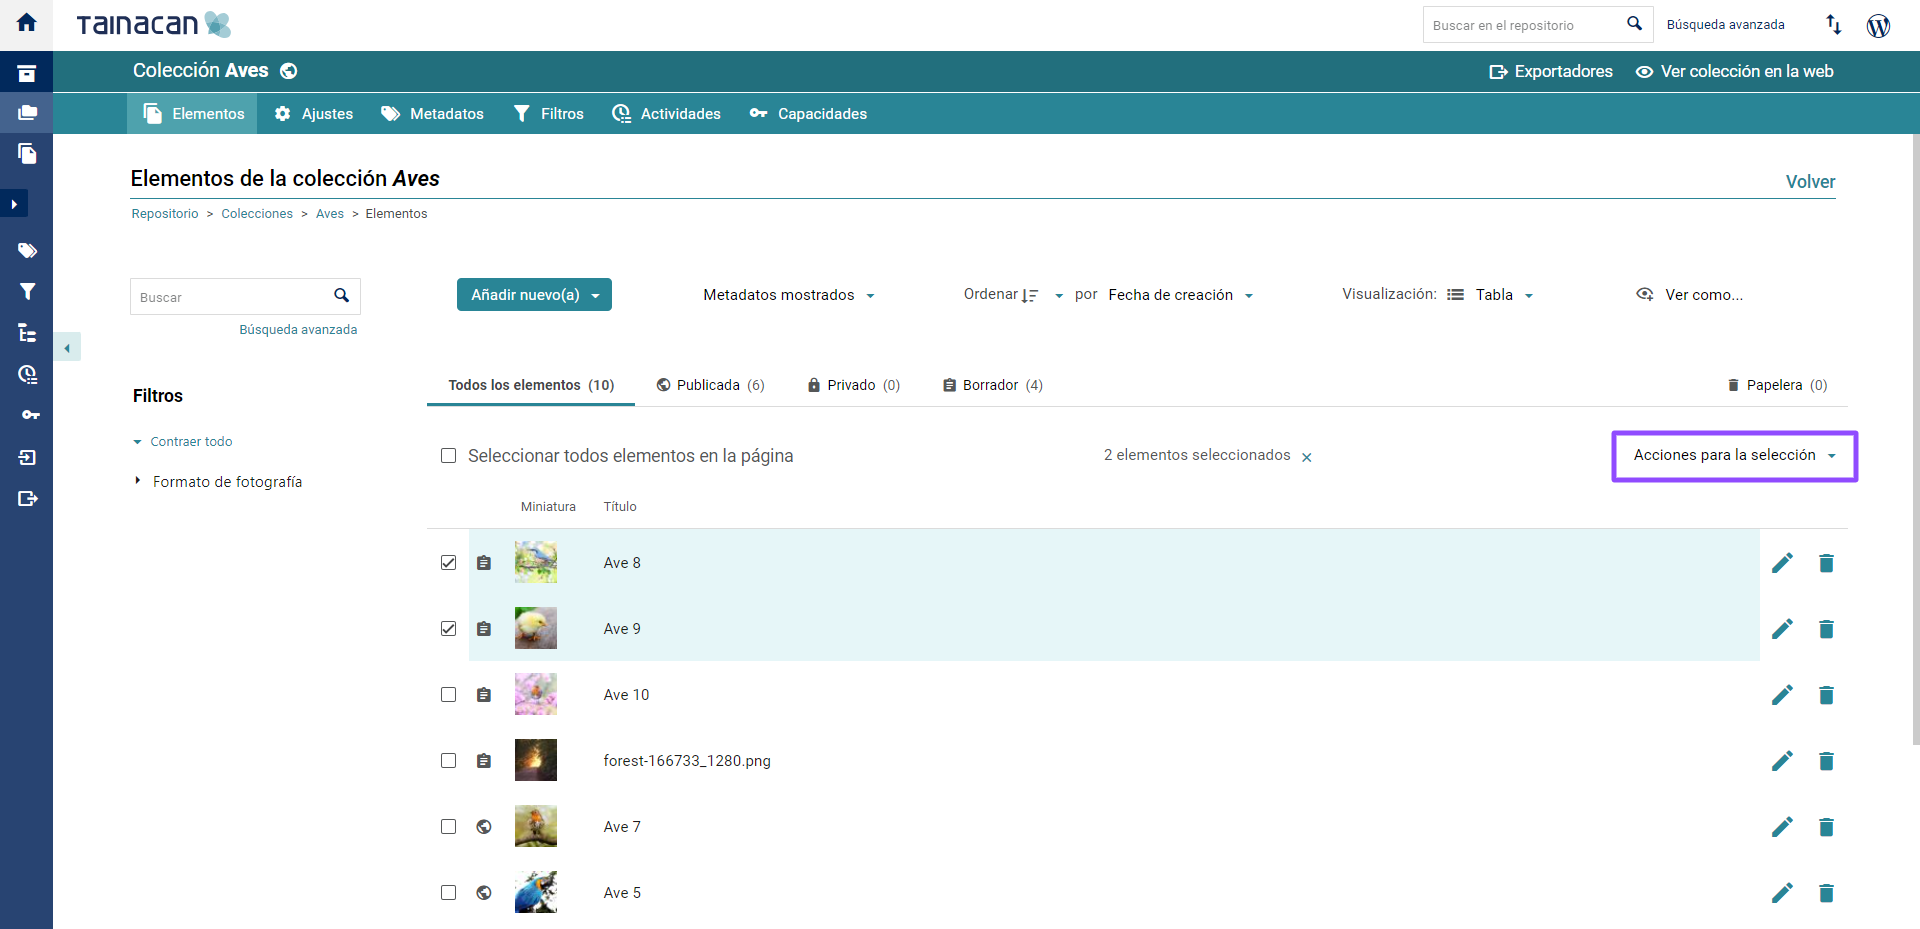 TAINACAN
Buscar en el repositorio
Búsqueda avanzada
Colección Aves
Exportadores
Ver colección en la web
Elementos
Ajustes
Metadatos
Filtros
Actividades
Capacidades
Elementos de la colección Aves
Volver
Repositorio > Colecciones > Aves > Elementos
Buscar
Búsqueda avanzada
Añadir nuevo(a)
Metadatos mostrados
Ordenar por Fecha de creación
Visualización: Tabla
Ver como...
Filtros
Contraer todo
Formato de fotografía
Todos los elementos (10)
Publicada (6)
Privado (0)
Borrador (4)
Papelera (0)
Seleccionar todos elementos en la página
2 elementos seleccionados
Acciones para la selección
Miniatura Título
Ave 8
Ave 9
Ave 10
forest-166733_1280.png
Ave 7
Ave 5